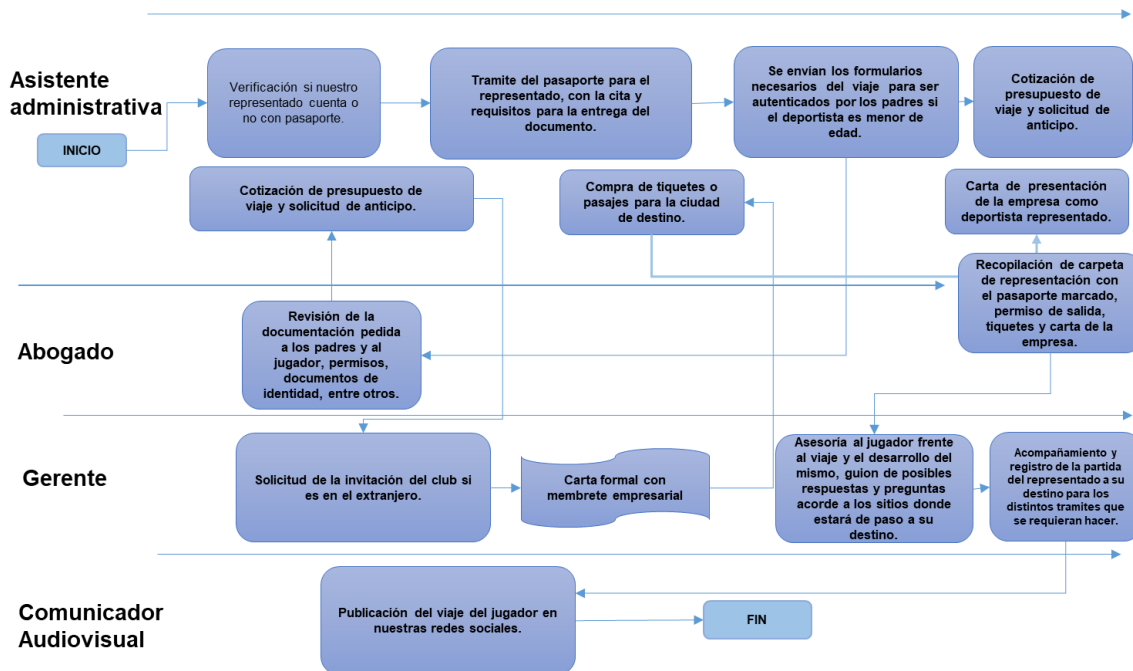 Asistente
administrativa
INICIO
Verificación si nuestro
representado cuenta o
no con pasaporte.
Tramite del pasaporte para el
representado, con la cita y
requisitos para la entrega del
documento.
Se envían los formularios
necesarios del viaje para ser
autenticados por los padres si
el deportista es menor de
edad.
Cotización de
presupuesto de
viaje y solicitud de
anticipo.
Cotización de presupuesto de
viaje y solicitud de anticipo.
Compra de tiquetes o
pasajes para la ciudad
de destino.
Carta de presentación
de la empresa como
deportista representado.
Abogado
Revisión de la
documentación pedida
a los padres y al
jugador, permisos,
documentos de
identidad, entre otros.
Recopilación de carpeta
de representación con
el pasaporte marcado,
permiso de salida,
tiquetes y carta de la
empresa.
Gerente
Solicitud de la invitación del club si
es en el extranjero.
Carta formal con
membrete empresarial
Asesoría al jugador frente
al viaje y el desarrollo del
mismo, guion de posibles
respuestas y preguntas
acorde a los sitios donde
estará de paso a su
destino.
Acompañamiento y
registro de la partida
del representado a su
destino para los
distintos tramites que
se requieran hacer.
Comunicador
Audiovisual
Publicación del viaje del jugador en
nuestras redes sociales.
FIN